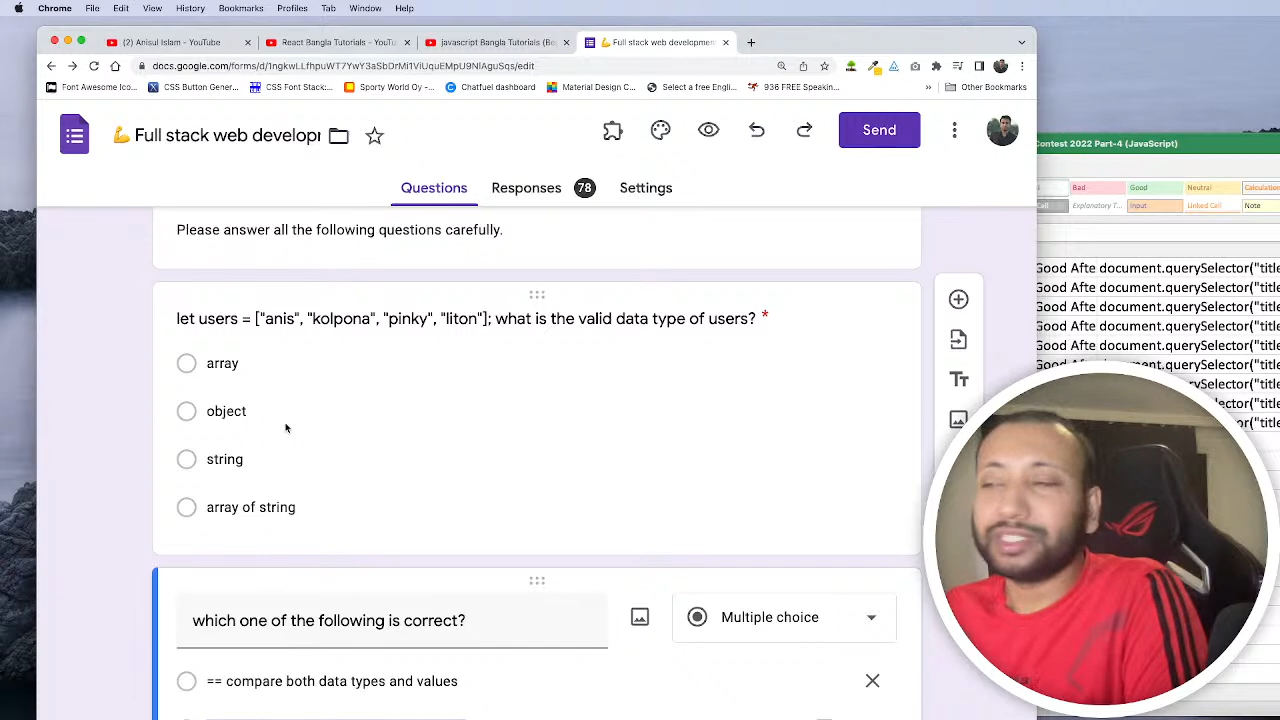 Chrome File Edit View History Bookmarks Profiles Tab Window Help
(2) Anisul Islam - YouTube
React Bangla Tutorials - YouTu
javascript Bangla Tutorials (Be
Full stack web developmen
docs.google.com/forms/d/1ngkwLLfhpuWT7YwY3aSbDrMi1ViUquEMpU9NIAguSqs/edit
Font Awesome Ico...
CSS Button Gener...
CSS Font Stack:...
Sporty World Oy -...
Chatfuel dashboard
Material Design C...
Select a free Engli...
936 FREE Speakin...
»
Other Bookmarks
💪 Full stack web developr
Send
Questions
Responses 78
Settings
Please answer all the following questions carefully.
let users = ["anis", "kolpona", "pinky", "liton"]; what is the valid data type of users? *
array
object
string
array of string
which one of the following is correct?
Multiple choice
== compare both data types and values
Contest 2022 Part-4 (JavaScript)
Bad Good Neutral Calculation
Explanatory T... Input Linked Cell Note
Good Afte document.querySelector("title
Good Afte document.querySelector("title
Good Afte document.querySelector("title
Good Afte document.querySelector("title
Good Afte document.querySelector("title